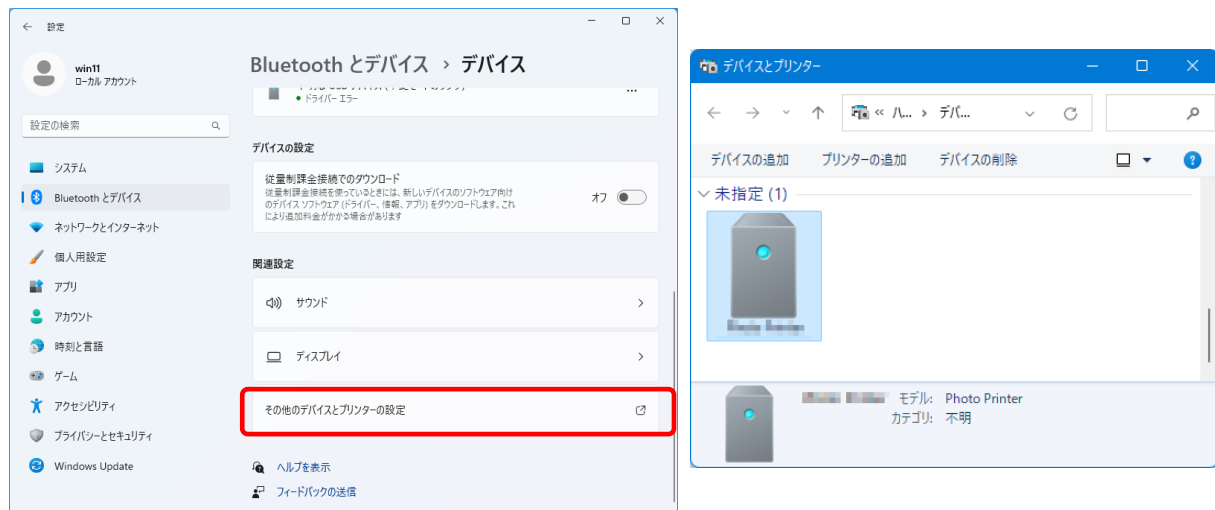 設定
win11
ローカル アカウント
設定の検索
システム
Bluetooth とデバイス
ネットワークとインターネット
個人用設定
アプリ
アカウント
時刻と言語
ゲーム
アクセシビリティ
プライバシーとセキュリティ
Windows Update
Bluetooth とデバイス › デバイス
ドライバー エラー
デバイスの設定
従量制課金接続でのダウンロード
従量制課金接続を使っているときには、新しいデバイスのソフトウェア向け
のデバイス ソフトウェア (ドライバー、情報、アプリ) をダウンロードします。これ
により追加料金がかかる場合があります
オフ
関連設定
サウンド
ディスプレイ
その他のデバイスとプリンターの設定
ヘルプを表示
フィードバックの送信
デバイスとプリンター
« ハ... › デバ...
デバイスの追加 プリンターの追加 デバイスの削除
未指定 (1)
モデル: Photo Printer
カテゴリ: 不明